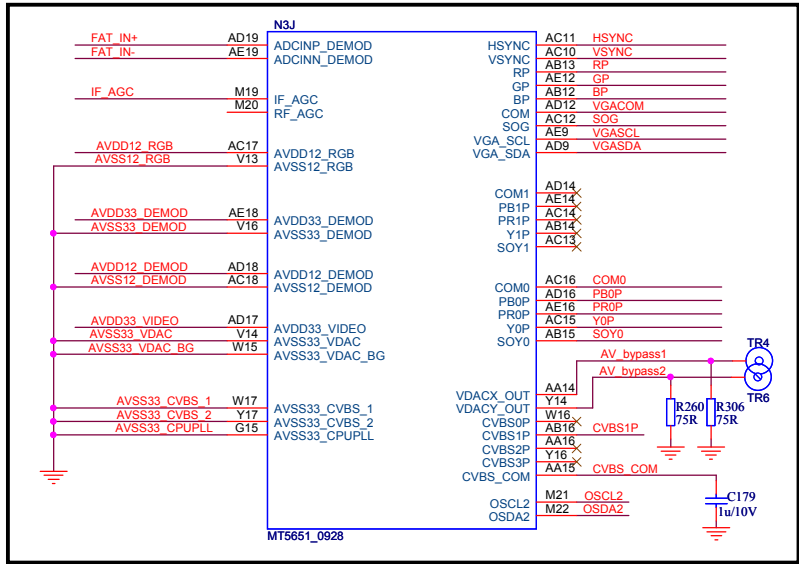 N3J
FAT_IN+ AD19 ADCINP_DEMOD
FAT_IN- AE19 ADCINN_DEMOD
IF_AGC M19 IF_AGC
M20 RF_AGC
AVDD12_RGB AC17 AVDD12_RGB
AVSS12_RGB V13 AVSS12_RGB
AVDD33_DEMOD AE18 AVDD33_DEMOD
AVSS33_DEMOD V16 AVSS33_DEMOD
AVDD12_DEMOD AD18 AVDD12_DEMOD
AVSS12_DEMOD AC18 AVSS12_DEMOD
AVDD33_VIDEO AD17 AVDD33_VIDEO
AVSS33_VDAC V14 AVSS33_VDAC
AVSS33_VDAC_BG W15 AVSS33_VDAC_BG
AVSS33_CVBS_1 W17 AVSS33_CVBS_1
AVSS33_CVBS_2 Y17 AVSS33_CVBS_2
AVSS33_CPUPLL G15 AVSS33_CPUPLL
HSYNC AC11 HSYNC
VSYNC AC10 VSYNC
RP AB13 RP
GP AE12 GP
BP AB12 BP
COM AD12 VGACOM
SOG AC12 SOG
VGA_SCL AE9 VGASCL
VGA_SDA AD9 VGASDA
COM1 AD14
PB1P AE14
PR1P AC14
Y1P AB14
SOY1 AC13
COM0 AC16 COM0
PB0P AD16 PB0P
PR0P AE16 PR0P
Y0P AC15 Y0P
SOY0 AB15 SOY0
VDACX_OUT AA14 AV_bypass1 TR4
VDACY_OUT Y14 AV_bypass2 TR6
R260
75R
R306
75R
CVBS0P W16
CVBS1P AB16 CVBS1P
CVBS2P AA16
CVBS3P Y16
CVBS_COM AA15 CVBS_COM
C179
1u/10V
OSCL2 M21 OSCL2
OSDA2 M22 OSDA2
MT5651_0928